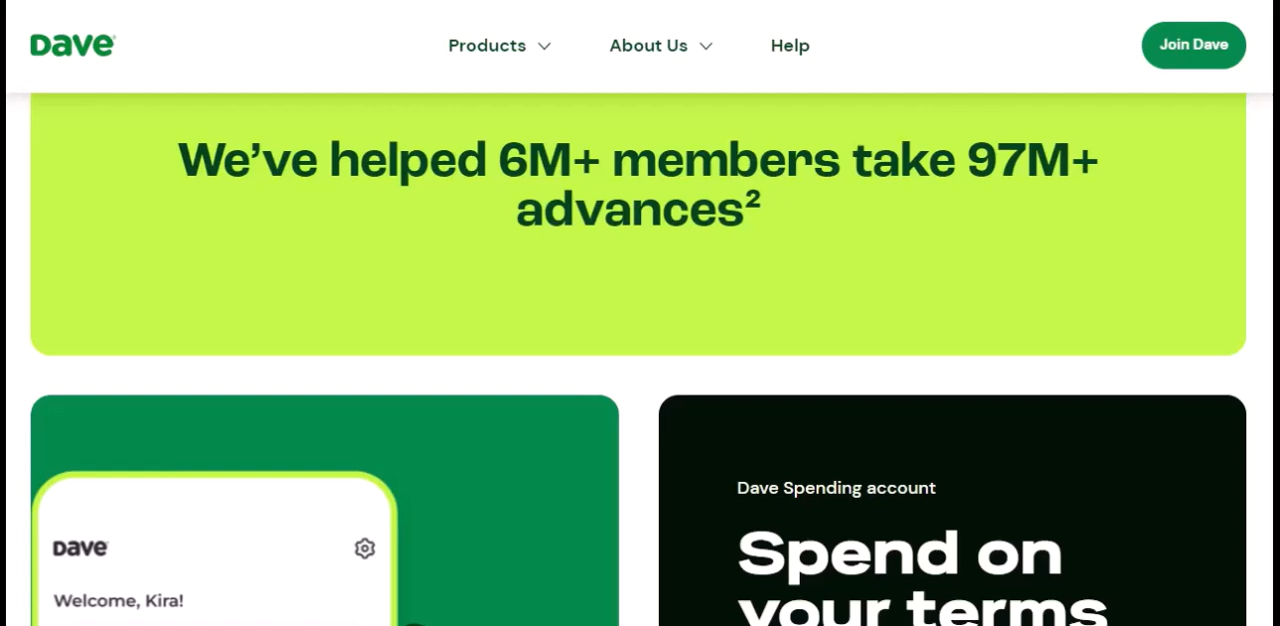 Dave
Products
About Us
Help
Join Dave
We’ve helped 6M+ members take 97M+
advances²
Dave
Welcome, Kira!
Dave Spending account
Spend on
your terms